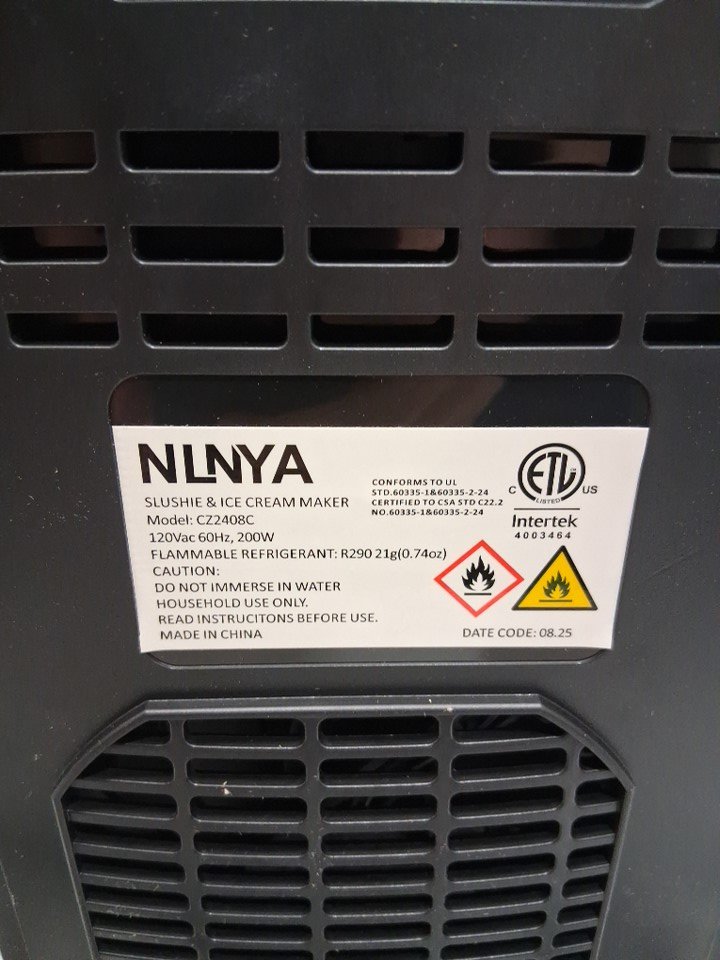 NLNYA
SLUSHIE & ICE CREAM MAKER
Model: CZ2408C
120Vac 60Hz, 200W
FLAMMABLE REFRIGERANT: R290 21g(0.74oz)
CAUTION:
DO NOT IMMERSE IN WATER
HOUSEHOLD USE ONLY.
READ INSTRUCITONS BEFORE USE.
MADE IN CHINA
CONFORMS TO UL
STD.60335-1&60335-2-24
CERTIFIED TO CSA STD C22.2
NO.60335-1&60335-2-24
C ETL US
LISTED
Intertek
4003464
DATE CODE: 08.25